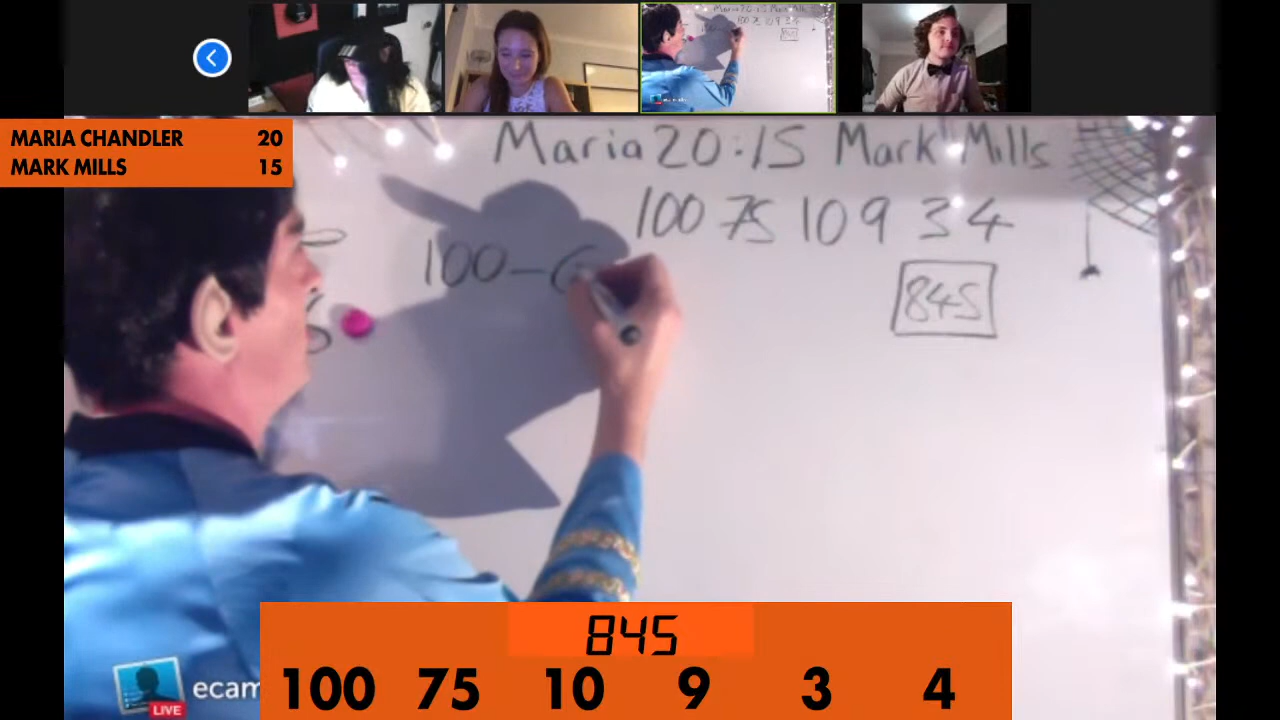 MARIA CHANDLER 20
MARK MILLS 15
Maria 20:15 Mark Mills
100 75 10 9 3 4
100 -
845
845
100 75 10 9 3 4
ecam
LIVE